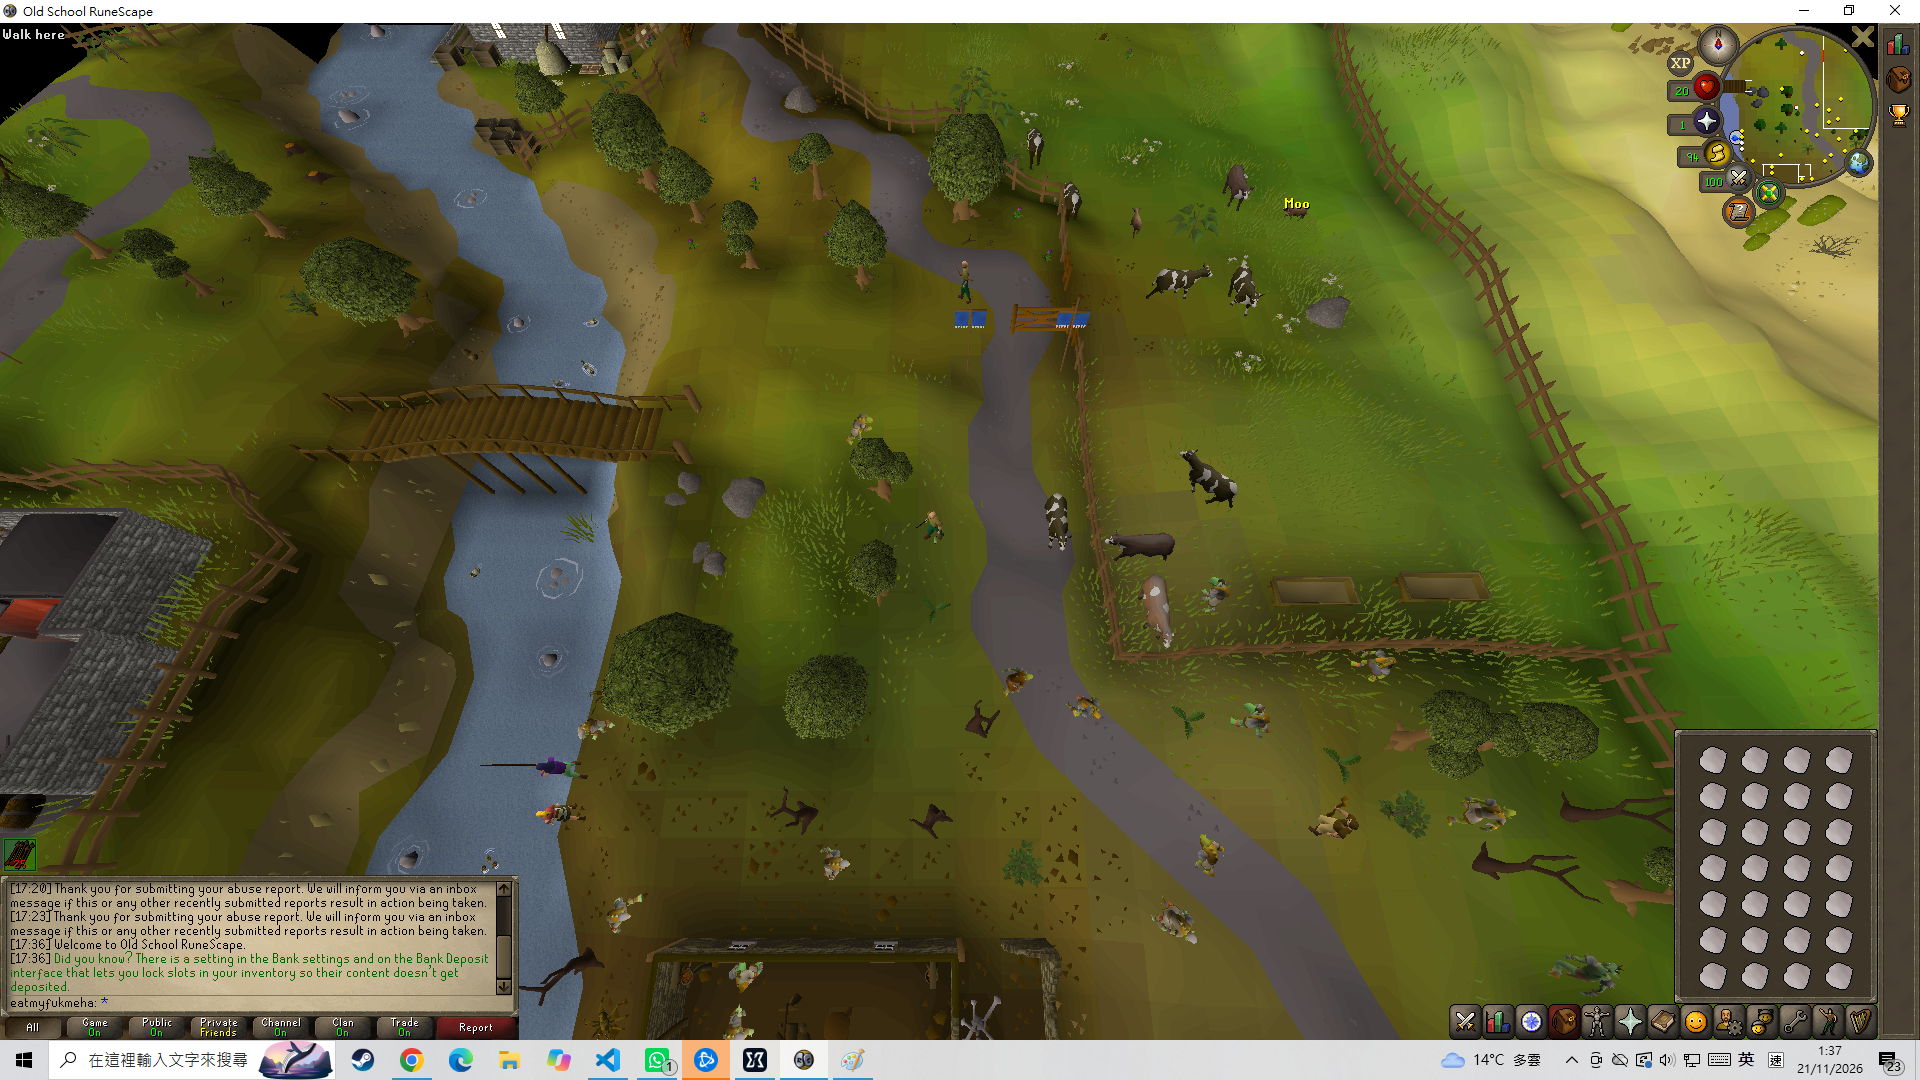 Old School RuneScape
Walk here
N
XP
20
1
94
100
Moo
25
[17:20] Thank you for submitting your abuse report. We will inform you via an inbox
message if this or any other recently submitted reports result in action being taken.
[17:23] Thank you for submitting your abuse report. We will inform you via an inbox
message if this or any other recently submitted reports result in action being taken.
[17:36] Welcome to Old School RuneScape.
[17:36] Did you know? There is a setting in the Bank settings and on the Bank Deposit
interface that lets you lock slots in your inventory so their content doesn't get
deposited.
eatmyfukmeha: *
All
Game
On
Public
On
Private
Friends
Channel
On
Clan
On
Trade
On
Report
在這裡輸入文字來搜尋
1
14°C 多雲
英
速
1:37
21/11/2026
23